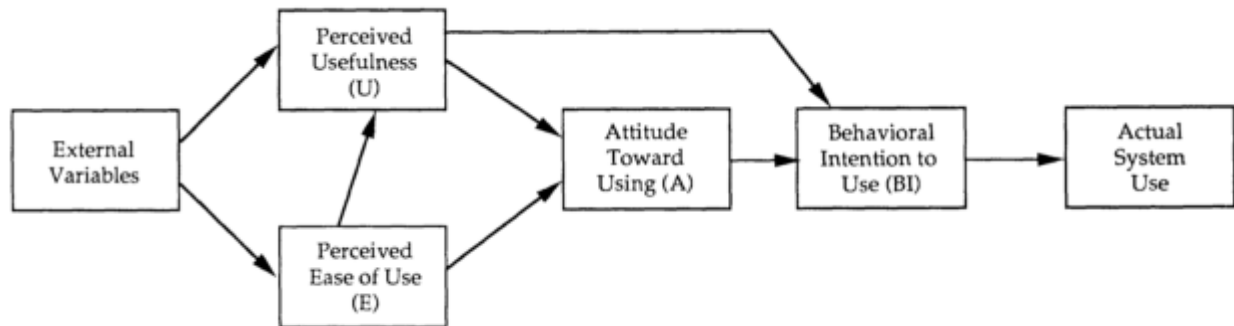 External
Variables
Perceived
Usefulness
(U)
Perceived
Ease of Use
(E)
Attitude
Toward
Using (A)
Behavioral
Intention to
Use (BI)
Actual
System
Use